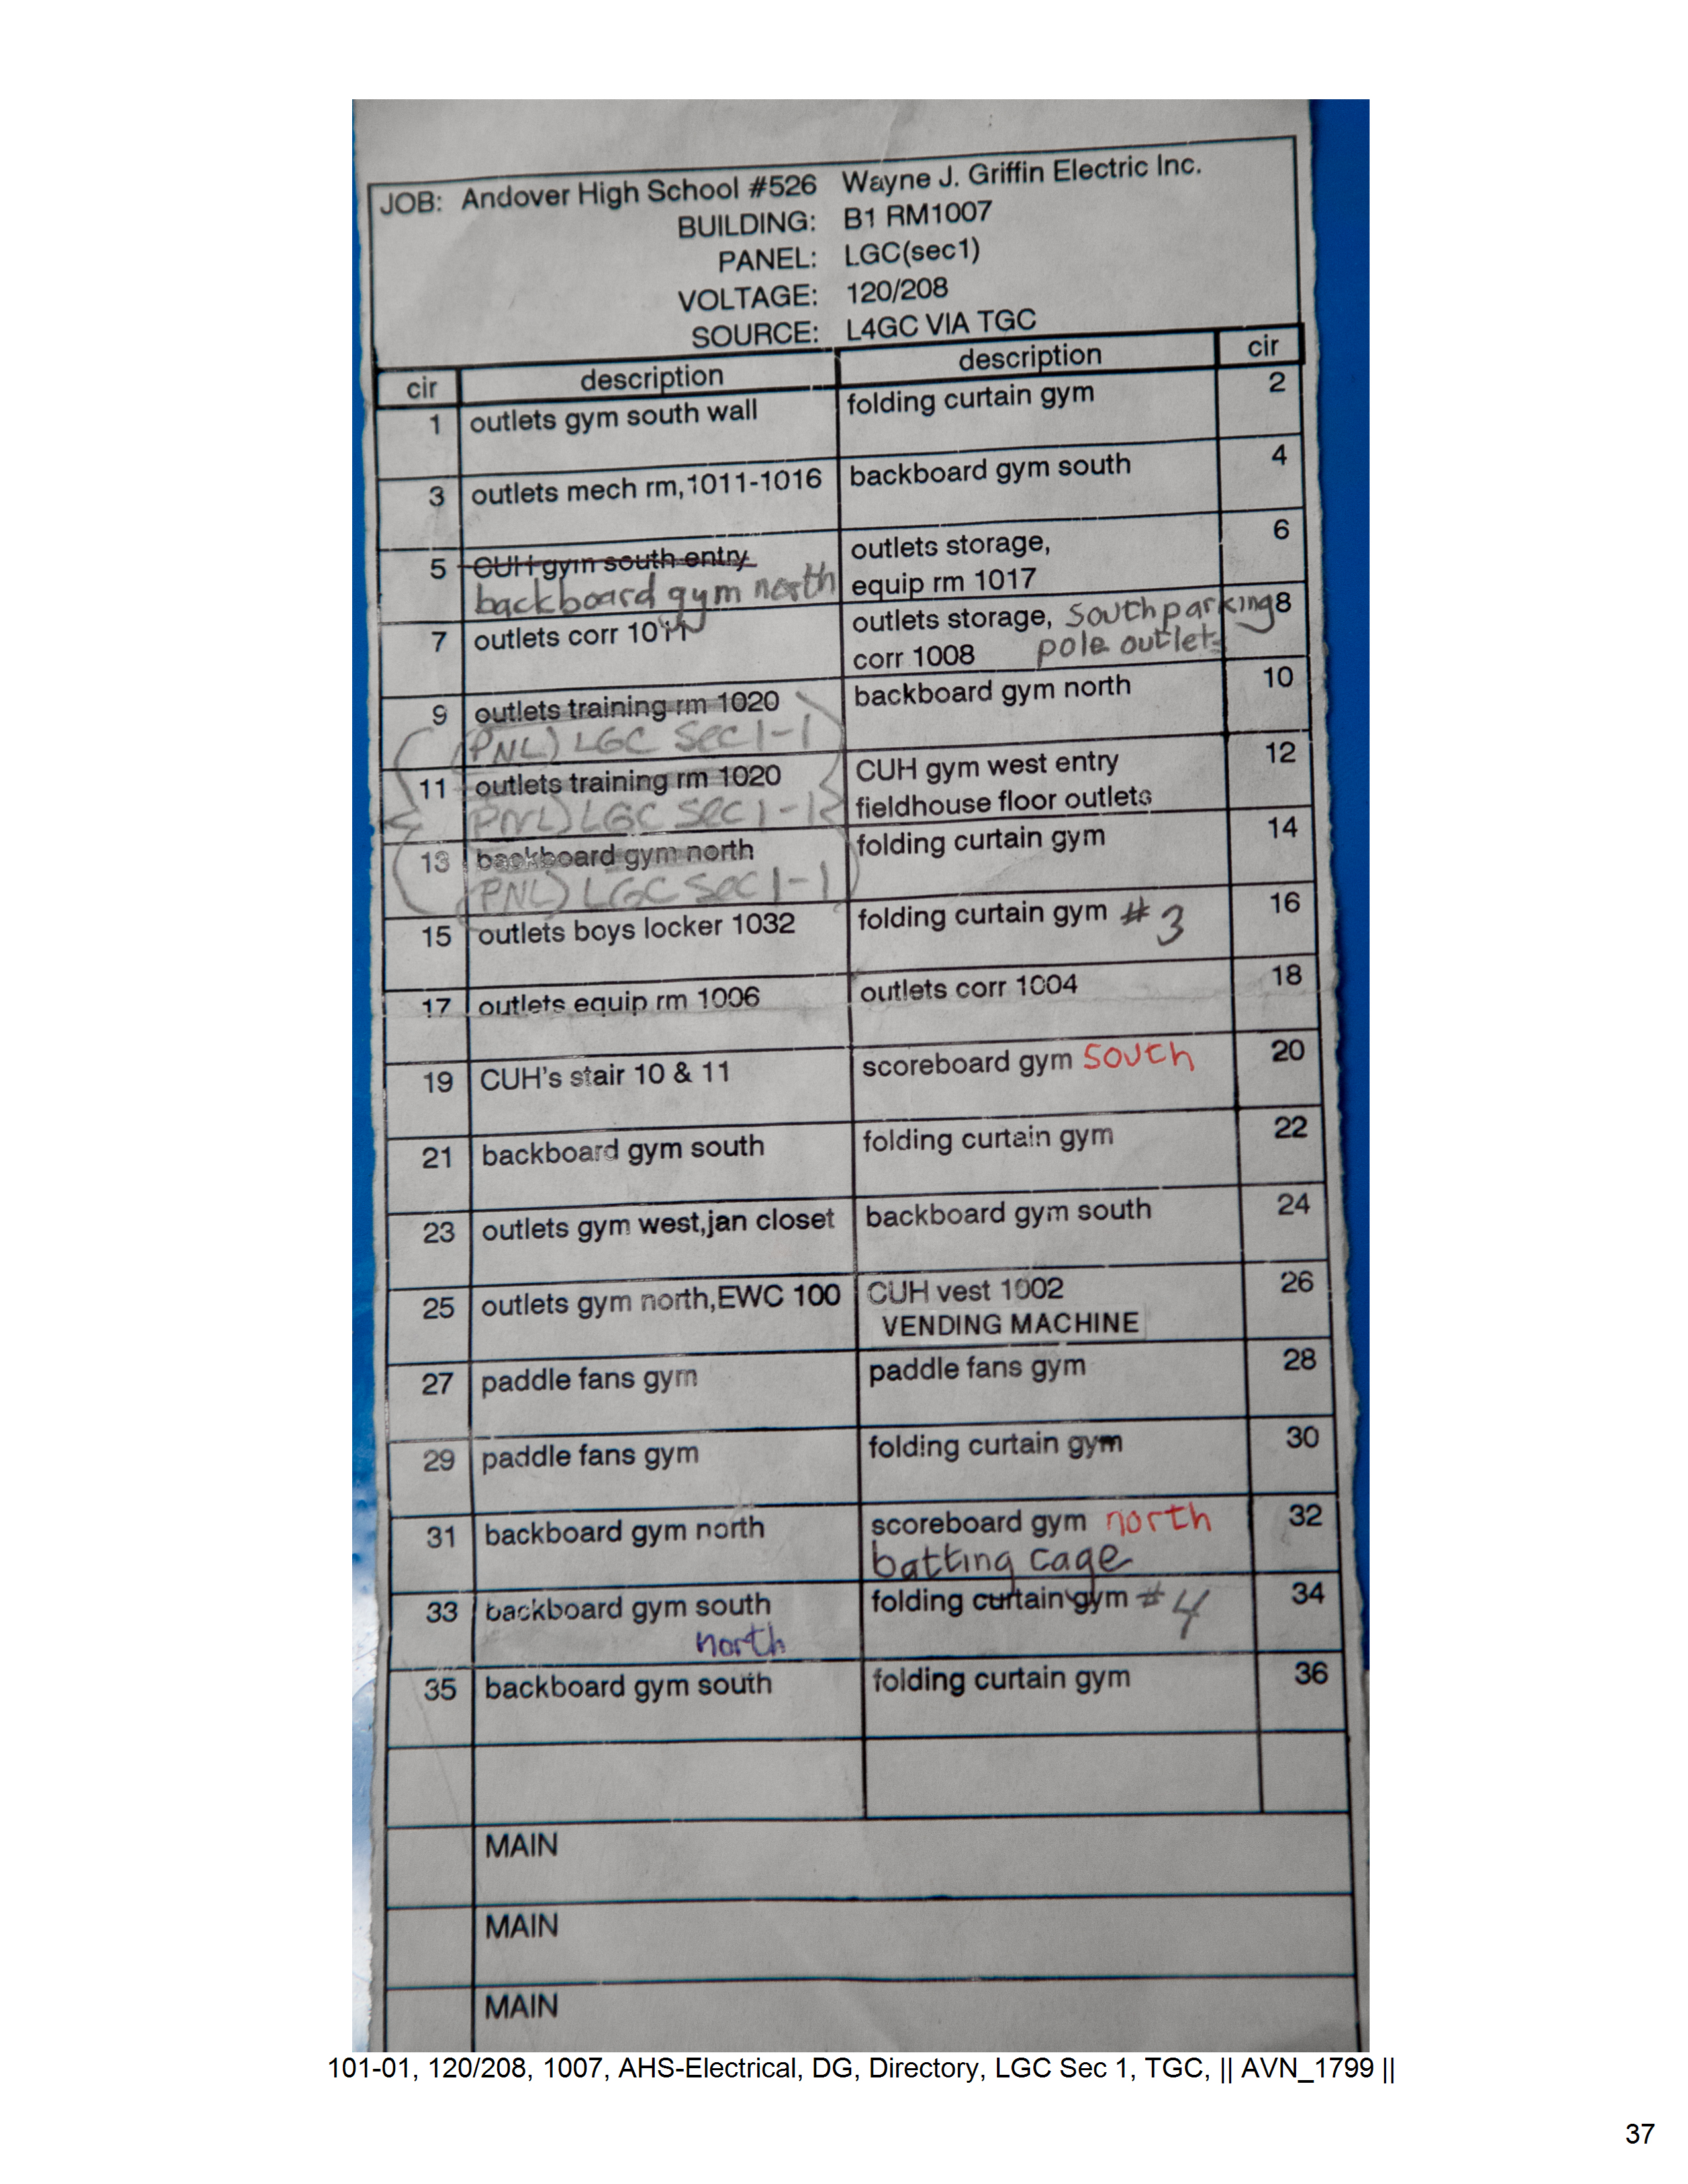 JOB: Andover High School #526 Wayne J. Griffin Electric Inc.
BUILDING: B1 RM1007
PANEL: LGC(sec1)
VOLTAGE: 120/208
SOURCE: L4GC VIA TGC
cir description description cir
1 outlets gym south wall folding curtain gym 2
3 outlets mech rm,1011-1016 backboard gym south 4
5 CUH gym south entry outlets storage, 6
backboard gym north equip rm 1017
7 outlets corr 1011 outlets storage, south parking 8
corr 1008 pole outlets
9 outlets training rm 1020 backboard gym north 10
(PNL) LGC SEC 1-1
11 outlets training rm 1020 CUH gym west entry 12
PNL) LGC SEC 1-1 fieldhouse floor outlets
13 backboard gym north folding curtain gym 14
(PNL) LGC SEC 1-1
15 outlets boys locker 1032 folding curtain gym #3 16
17 outlets equip rm 1006 outlets corr 1004 18
19 CUH's stair 10 & 11 scoreboard gym south 20
21 backboard gym south folding curtain gym 22
23 outlets gym west,jan closet backboard gym south 24
25 outlets gym north,EWC 100 CUH vest 1002 26
VENDING MACHINE
27 paddle fans gym paddle fans gym 28
29 paddle fans gym folding curtain gym 30
31 backboard gym north scoreboard gym north 32
batting cage
33 backboard gym south folding curtain gym #4 34
north
35 backboard gym south folding curtain gym 36
MAIN
MAIN
MAIN
101-01, 120/208, 1007, AHS-Electrical, DG, Directory, LGC Sec 1, TGC, || AVN_1799 ||
37